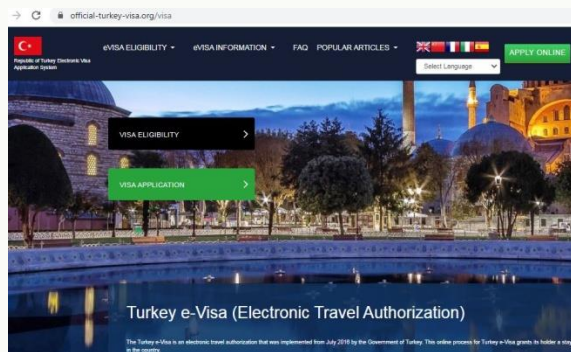 official-turkey-visa.org/visa
eVISA ELIGIBILITY eVISA INFORMATION FAQ POPULAR ARTICLES
Republic of Turkey Electronic Visa
Application System
Select Language
APPLY ONLINE
VISA ELIGIBILITY
VISA APPLICATION
Turkey e-Visa (Electronic Travel Authorization)
The Turkey e-Visa is an electronic travel authorization that was implemented from July 2016 by the Government of Turkey. This online process for Turkey e-Visa grants its holder a stay
in the country